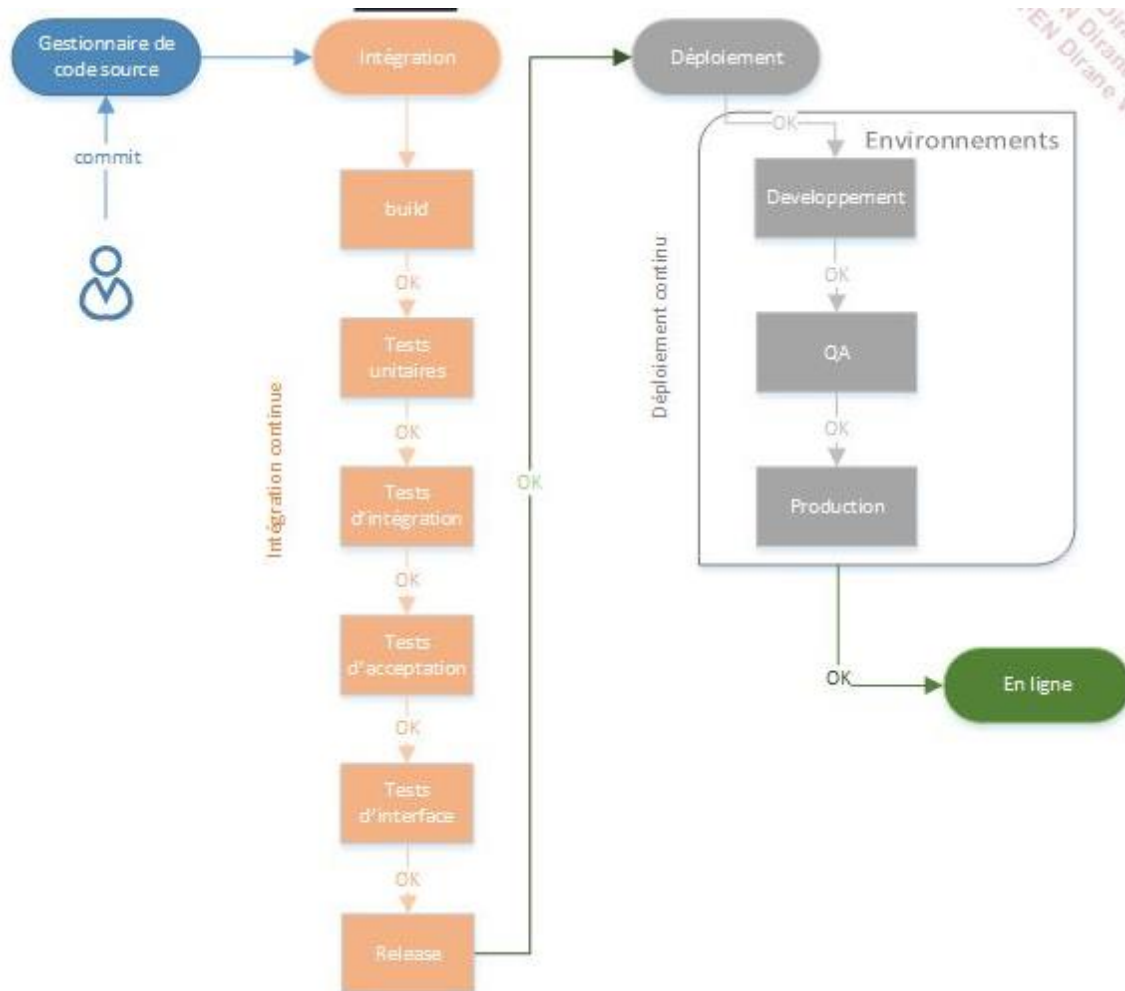 Gestionnaire de
code source
commit
Intégration
Intégration continue
build
OK
Tests
unitaires
OK
Tests
d'intégration
OK
Tests
d'acceptation
OK
Tests
d'interface
OK
Release
OK
Déploiement
OK
Environnements
Déploiement continu
Developpement
OK
QA
OK
Production
OK
En ligne